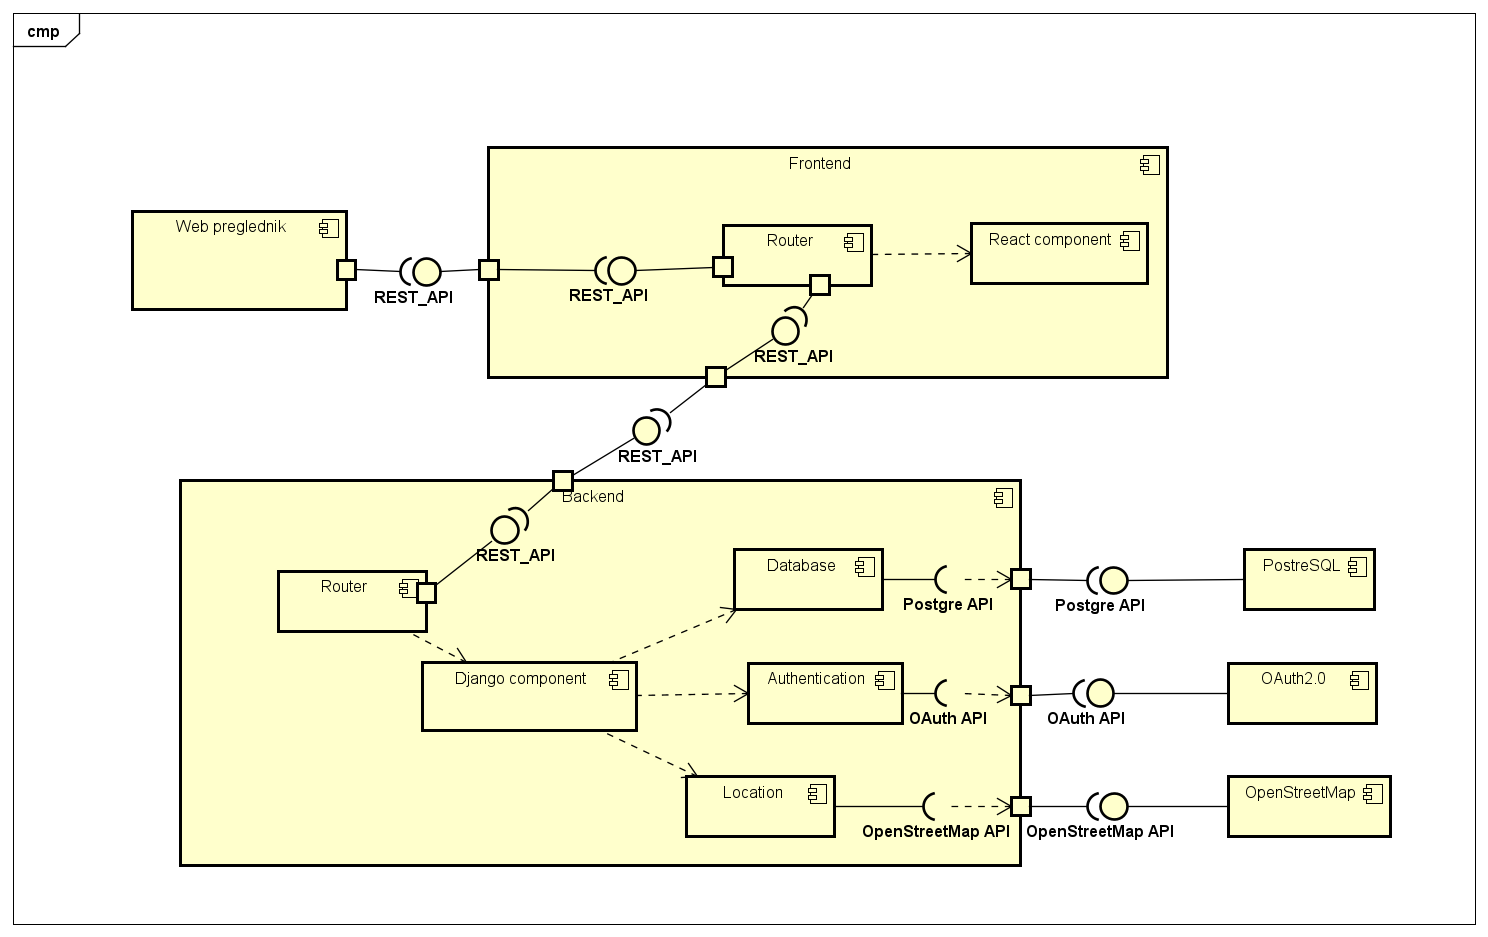 cmp
Frontend
Web preglednik
Router
React component
REST_API
REST_API
REST_API
REST_API
Backend
REST_API
Router
Database
PostreSQL
Postgre API
Postgre API
Django component
Authentication
OAuth2.0
OAuth API
OAuth API
Location
OpenStreetMap
OpenStreetMap API
OpenStreetMap API